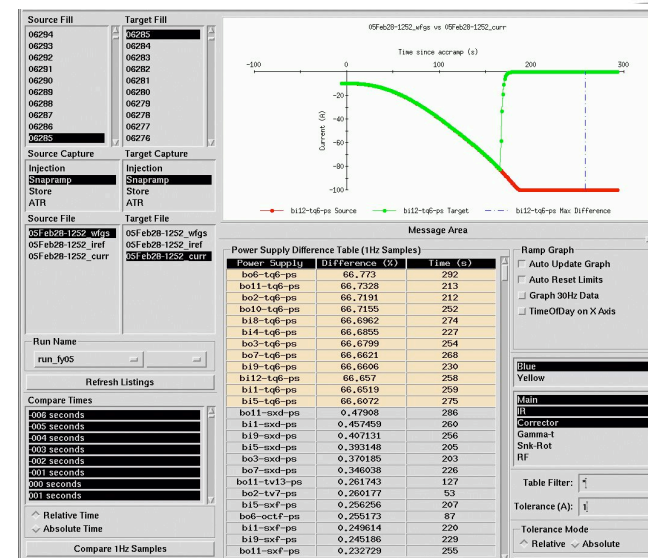 Source Fill Target Fill
06294 06285
06293 06284
06292 06283
06291 06282
06290 06281
06289 06280
06288 06279
06287 06278
06286 06277
06285 06276
Source Capture Target Capture
Injection Injection
Snapramp Snapramp
Store Store
ATR ATR
Source File Target File
05Feb28-1252_wfgs 05Feb28-1252_wfgs
05Feb28-1252_iref 05Feb28-1252_iref
05Feb28-1252_curr 05Feb28-1252_curr
Run Name
run_fy05
Refresh Listings
Compare Times
-006 seconds
-005 seconds
-004 seconds
-003 seconds
-002 seconds
-001 seconds
000 seconds
001 seconds
Relative Time
Absolute Time
Compare 1Hz Samples
05Feb28-1252_wfgs vs 05Feb28-1252_curr
Time since accramp (s)
-100 0 100 200 300
Current (A)
-20
-40
-60
-80
-100
bi12-tq6-ps Source bi12-tq6-ps Target bi12-tq6-ps Max Difference
Message Area
Power Supply Difference Table (1Hz Samples)
Power Supply Difference (%) Time (s)
bo6-tq6-ps 66.773 292
bo11-tq6-ps 66.7328 213
bo2-tq6-ps 66.7191 212
bo10-tq6-ps 66.7155 252
bi8-tq6-ps 66.6962 274
bi4-tq6-ps 66.6855 227
bo3-tq6-ps 66.6799 254
bo7-tq6-ps 66.6621 268
bi9-tq6-ps 66.6606 230
bi12-tq6-ps 66.657 258
bi1-tq6-ps 66.6519 259
bi5-tq6-ps 66.6072 275
bo11-sxd-ps 0.47908 286
bi1-sxd-ps 0.457459 260
bi9-sxd-ps 0.407131 256
bi5-sxd-ps 0.393148 205
bo3-sxd-ps 0.370185 203
bo7-sxd-ps 0.346038 226
bo11-tv13-ps 0.261743 127
bo2-tv7-ps 0.260177 53
bi5-sxf-ps 0.256256 207
bo6-octf-ps 0.255173 87
bi1-sxf-ps 0.249614 220
bi9-sxf-ps 0.245186 229
bo11-sxf-ps 0.232729 255
Ramp Graph
Auto Update Graph
Auto Reset Limits
Graph 30Hz Data
TimeOfDay on X Axis
Blue
Yellow
Main
IR
Corrector
Gamma-t
Snk-Rot
RF
Table Filter: *
Tolerance (A): 1
Tolerance Mode
Relative Absolute